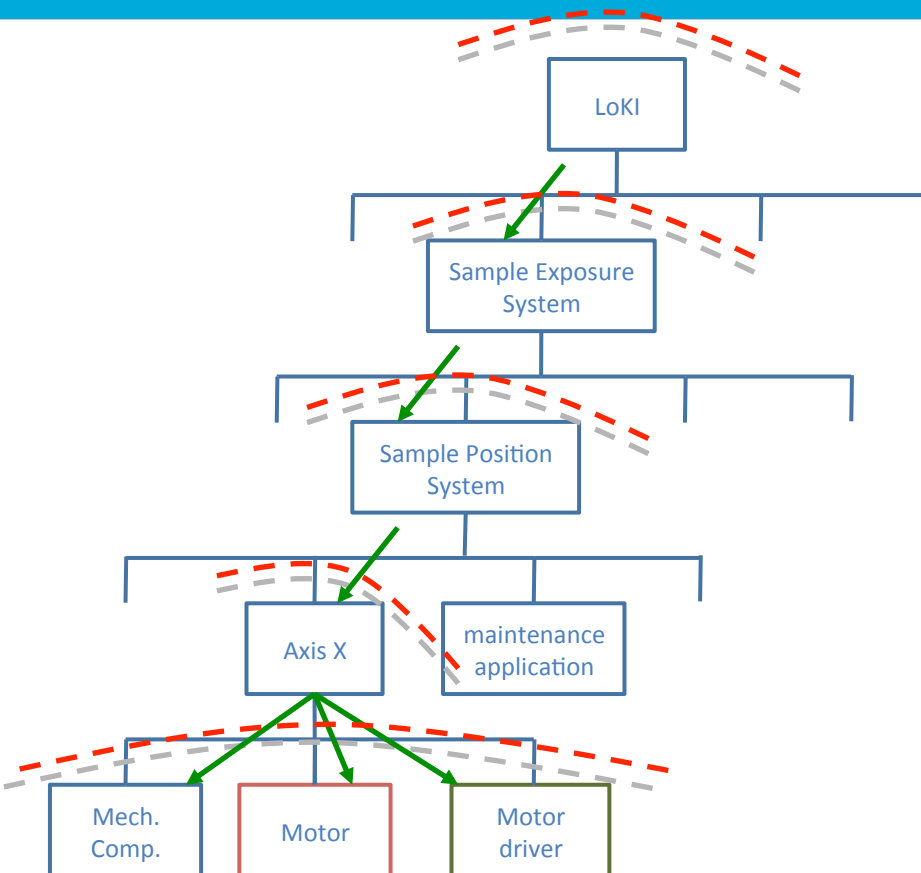 LoKI
Sample Exposure
System
Sample Position
System
Axis X
maintenance
application
Mech.
Comp.
Motor
Motor
driver